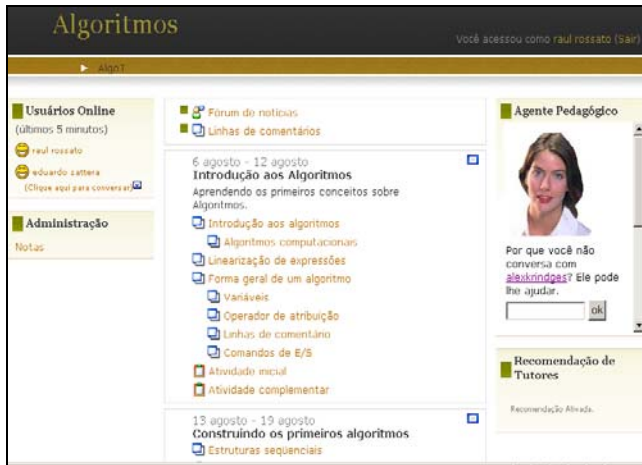 Algoritmos
Você acessou como raul rossato (Sair)
Algo7
Usuários Online
(últimos 5 minutos)
raul rossato
eduardo zattera
(Clique aqui para conversar)
Administração
Notas
Fórum de notícias
Linhas de comentários
6 agosto - 12 agosto
Introdução aos Algoritmos
Aprendendo os primeiros conceitos sobre
Algoritmos.
Introdução aos algoritmos
Algoritmos computacionais
Linearização de expressões
Forma geral de um algoritmo
Variáveis
Operador de atribuição
Linhas de comentário
Comandos de E/S
Atividade inicial
Atividade complementar
13 agosto - 19 agosto
Construindo os primeiros algoritmos
Estruturas seqüenciais
Agente Pedagógico
Por que você não
conversa com
alexkrindges? Ele pode
lhe ajudar.
ok
Recomendação de
Tutores
Recomendação Ativada.